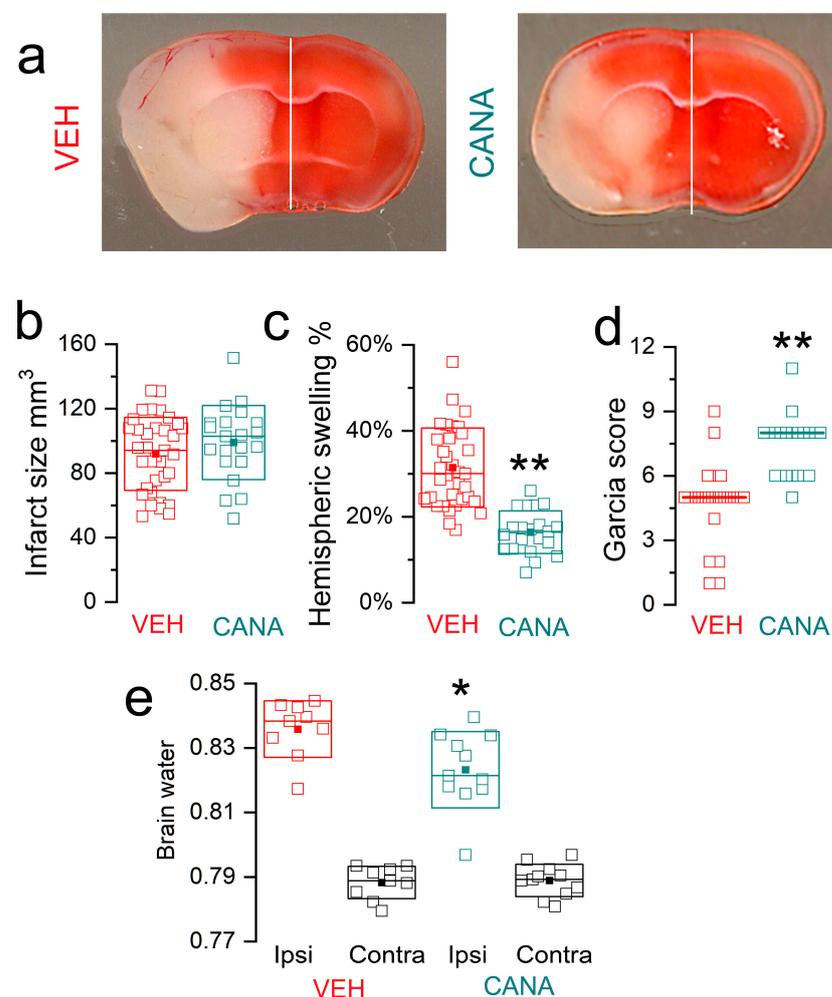 a
VEH
CANA
b
Infarct size mm³
160
120
80
40
0
VEH
CANA
c
Hemispheric swelling %
60%
40%
20%
0%
**
VEH
CANA
d
Garcia score
12
9
6
3
0
**
VEH
CANA
e
Brain water
0.85
0.83
0.81
0.79
0.77
*
Ipsi Contra Ipsi Contra
VEH CANA